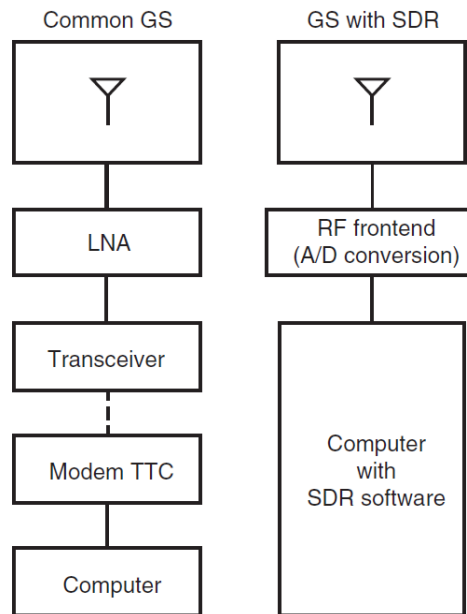 Common GS
LNA
Transceiver
Modem TTC
Computer
GS with SDR
RF frontend
(A/D conversion)
Computer
with
SDR software